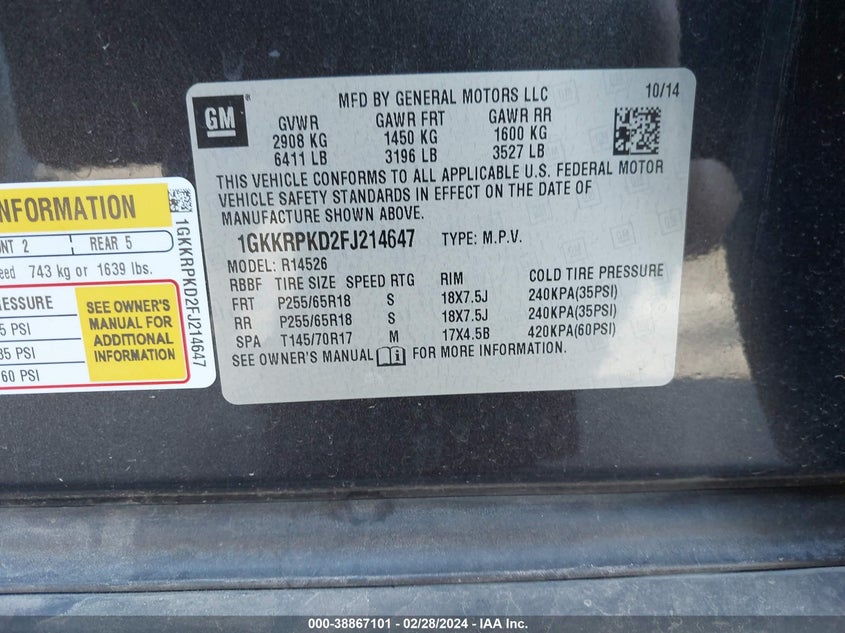 GM ®
MFD BY GENERAL MOTORS LLC 10/14
GVWR GAWR FRT GAWR RR
2908 KG 1450 KG 1600 KG
6411 LB 3196 LB 3527 LB
THIS VEHICLE CONFORMS TO ALL APPLICABLE U.S. FEDERAL MOTOR
VEHICLE SAFETY STANDARDS IN EFFECT ON THE DATE OF
MANUFACTURE SHOWN ABOVE.
1GKKRPKD2FJ214647 TYPE: M.P.V.
MODEL: R14526
RBBF TIRE SIZE SPEED RTG RIM COLD TIRE PRESSURE
FRT P255/65R18 S 18X7.5J 240KPA(35PSI)
RR P255/65R18 S 18X7.5J 240KPA(35PSI)
SPA T145/70R17 M 17X4.5B 420KPA(60PSI)
SEE OWNER'S MANUAL i FOR MORE INFORMATION.
INFORMATION
2 REAR 5
743 kg or 1639 lbs.
SEE OWNER'S
MANUAL FOR
ADDITIONAL
INFORMATION
5 PSI
35 PSI
60 PSI
1GKKRPKD2FJ214647
000-38867101 - 02/28/2024 - IAA Inc.